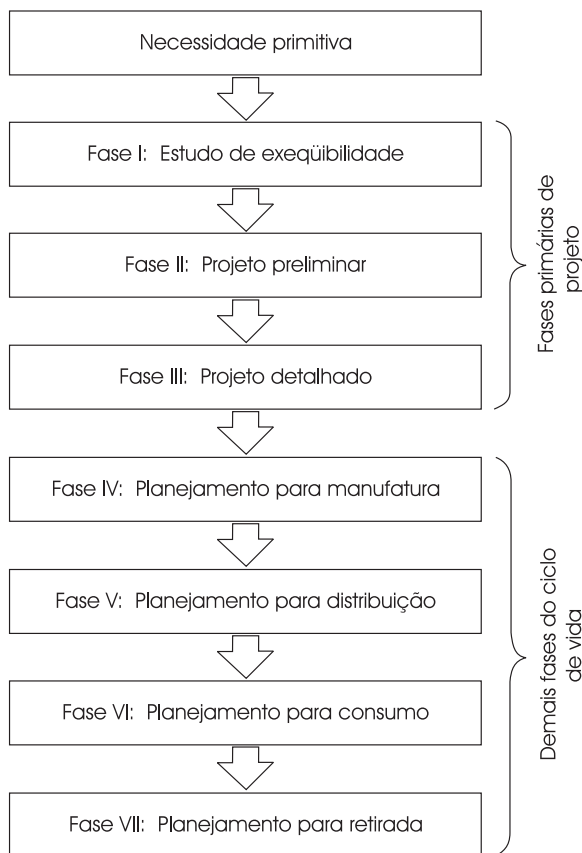 Necessidade primitiva
Fase I: Estudo de exeqüibilidade
Fase II: Projeto preliminar
Fase III: Projeto detalhado
Fases primárias de
projeto
Fase IV: Planejamento para manufatura
Fase V: Planejamento para distribuição
Fase VI: Planejamento para consumo
Fase VII: Planejamento para retirada
Demais fases do ciclo
de vida